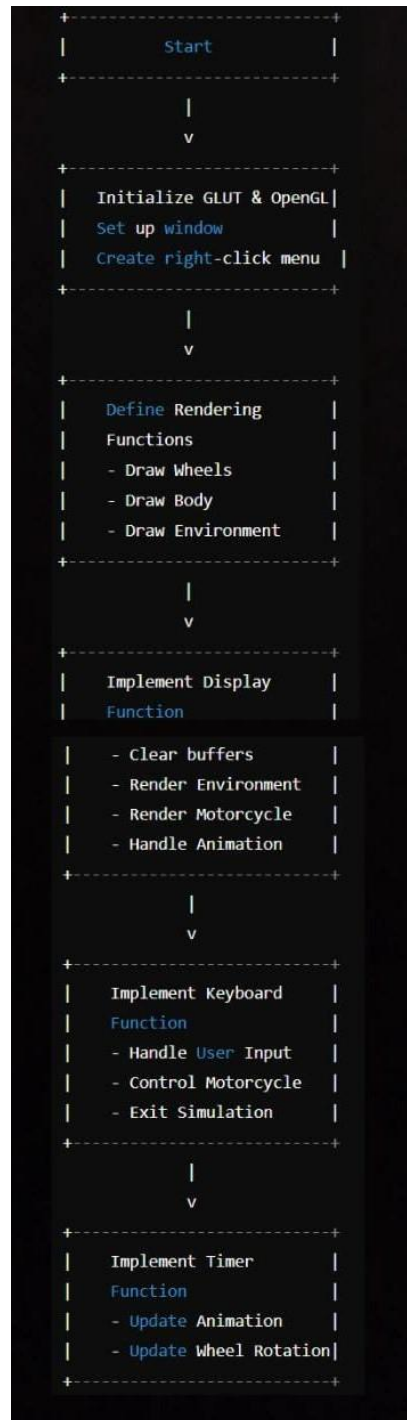 +-----------------------------+
| Start |
+-----------------------------+
|
v
+-----------------------------+
| Initialize GLUT & OpenGL|
| Set up window |
| Create right-click menu |
+-----------------------------+
|
v
+-----------------------------+
| Define Rendering |
| Functions |
| - Draw Wheels |
| - Draw Body |
| - Draw Environment |
+-----------------------------+
|
v
+-----------------------------+
| Implement Display |
| Function |
| - Clear buffers |
| - Render Environment |
| - Render Motorcycle |
| - Handle Animation |
+-----------------------------+
|
v
+-----------------------------+
| Implement Keyboard |
| Function |
| - Handle User Input |
| - Control Motorcycle |
| - Exit Simulation |
+-----------------------------+
|
v
+-----------------------------+
| Implement Timer |
| Function |
| - Update Animation |
| - Update Wheel Rotation|
+-----------------------------+